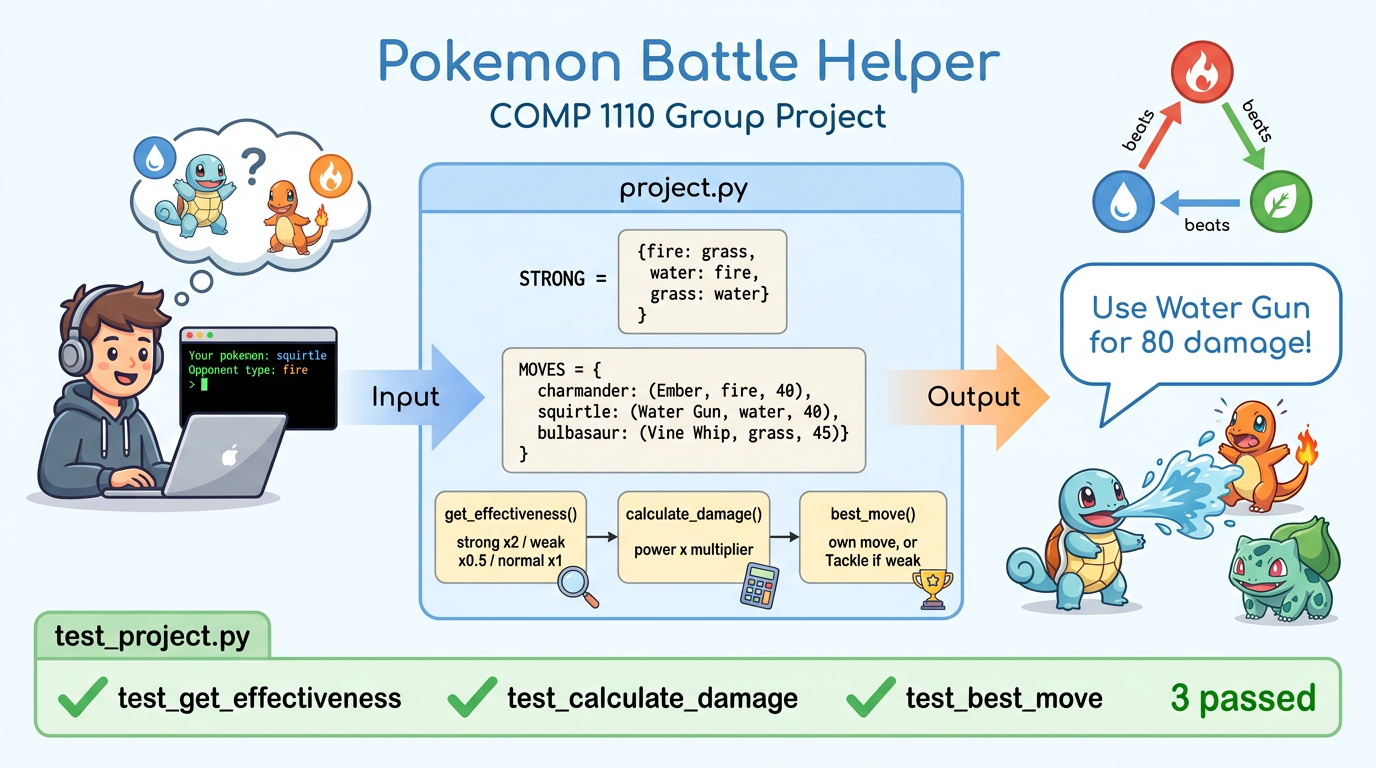 Pokemon Battle Helper
COMP 1110 Group Project
?
Your pokemon: squirtle
Opponent type: fire
>
Input
project.py
STRONG =
{fire: grass,
water: fire,
grass: water}
}
MOVES = {
charmander: (Ember, fire, 40),
squirtle: (Water Gun, water, 40),
bulbasaur: (Vine Whip, grass, 45)}
}
get_effectiveness()
strong x2 / weak
x0.5 / normal x1
calculate_damage()
power x multiplier
best_move()
own move, or
Tackle if weak
Output
beats
beats
beats
Use Water Gun
for 80 damage!
test_project.py
test_get_effectiveness
test_calculate_damage
test_best_move
3 passed